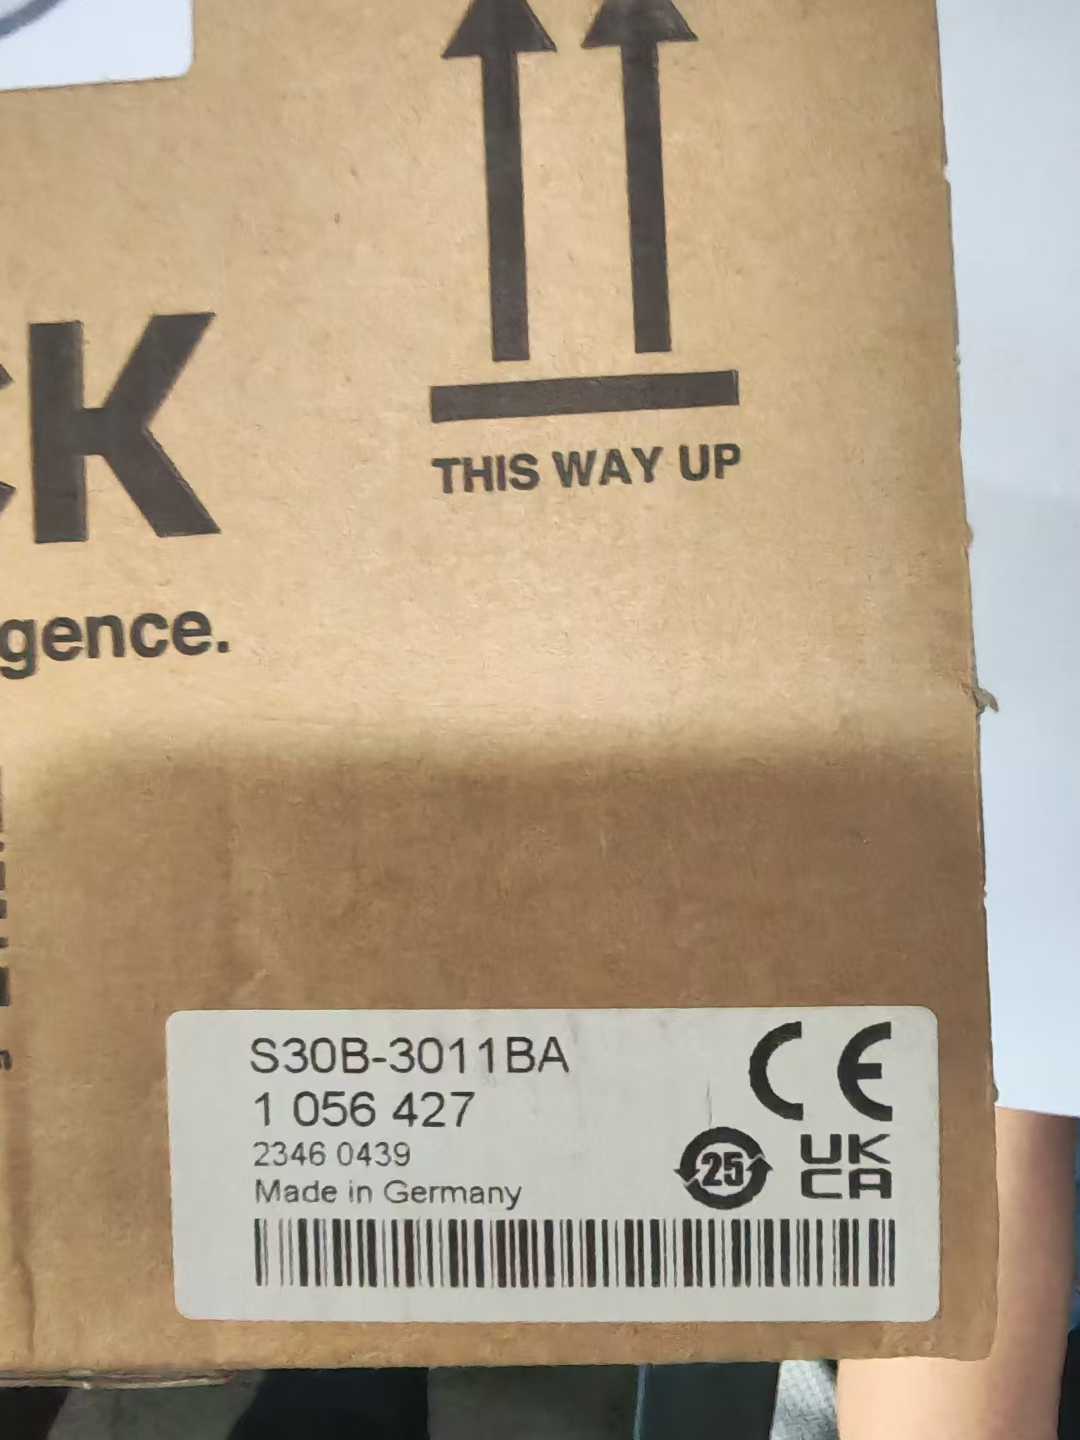 CK
THIS WAY UP
gence.
S30B-3011BA
1 056 427
2346 0439
Made in Germany
CE
25
UK
CA